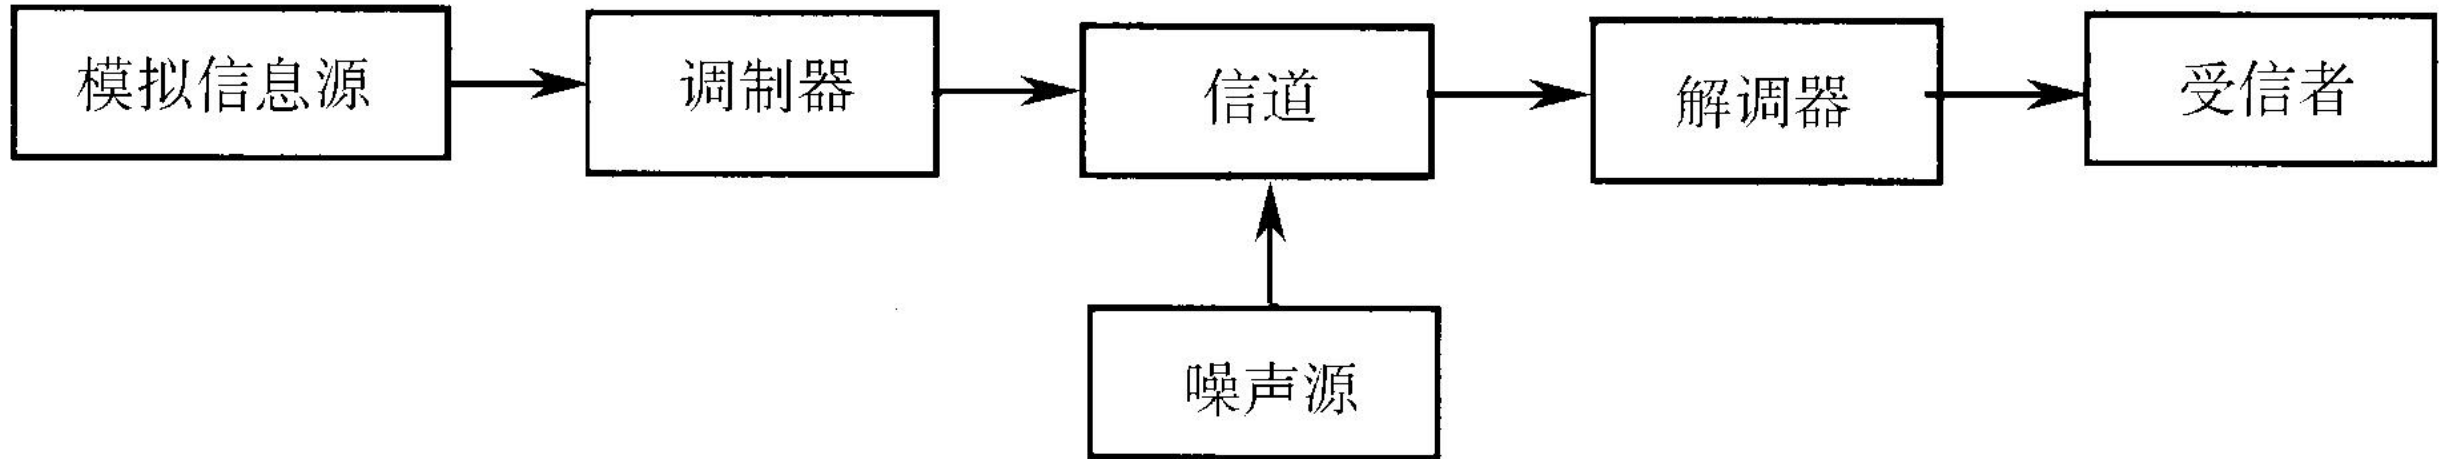 模拟信息源
调制器
信道
解调器
受信者
噪声源